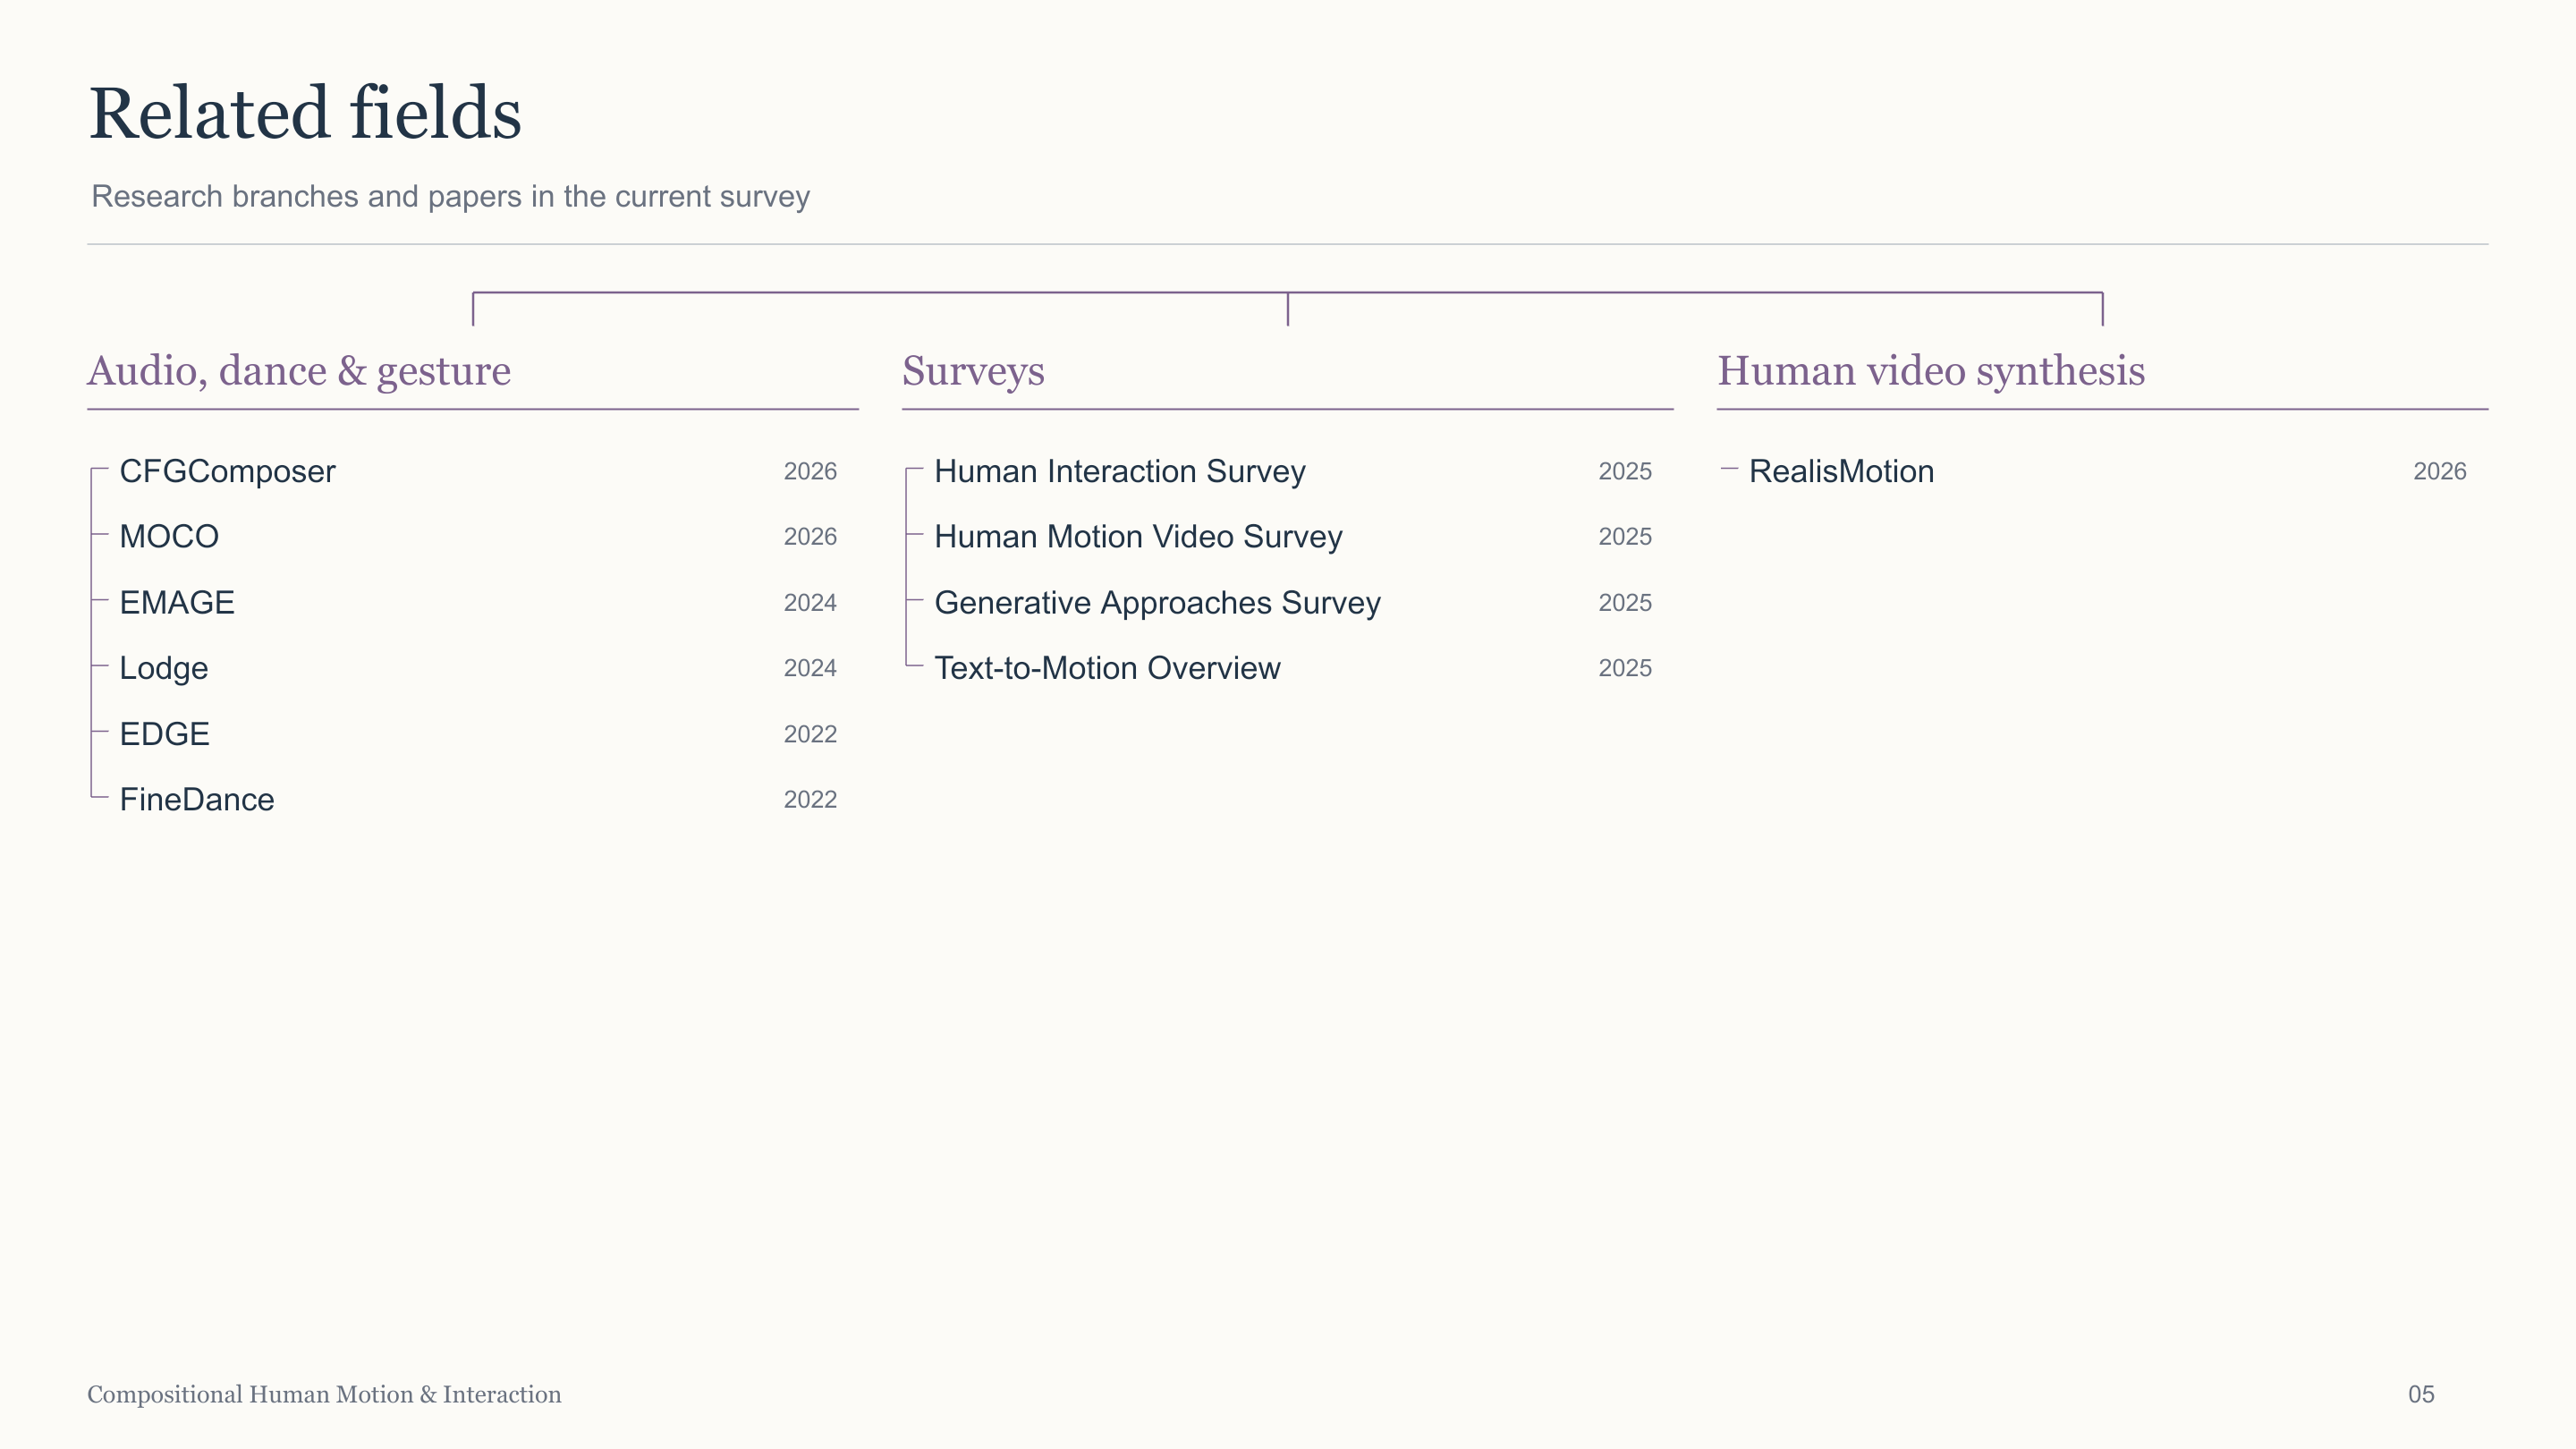 Related fields
Research branches and papers in the current survey
Audio, dance & gesture
CFGComposer 2026
MOCO 2026
EMAGE 2024
Lodge 2024
EDGE 2022
FineDance 2022
Surveys
Human Interaction Survey 2025
Human Motion Video Survey 2025
Generative Approaches Survey 2025
Text-to-Motion Overview 2025
Human video synthesis
RealisMotion 2026
Compositional Human Motion & Interaction
05